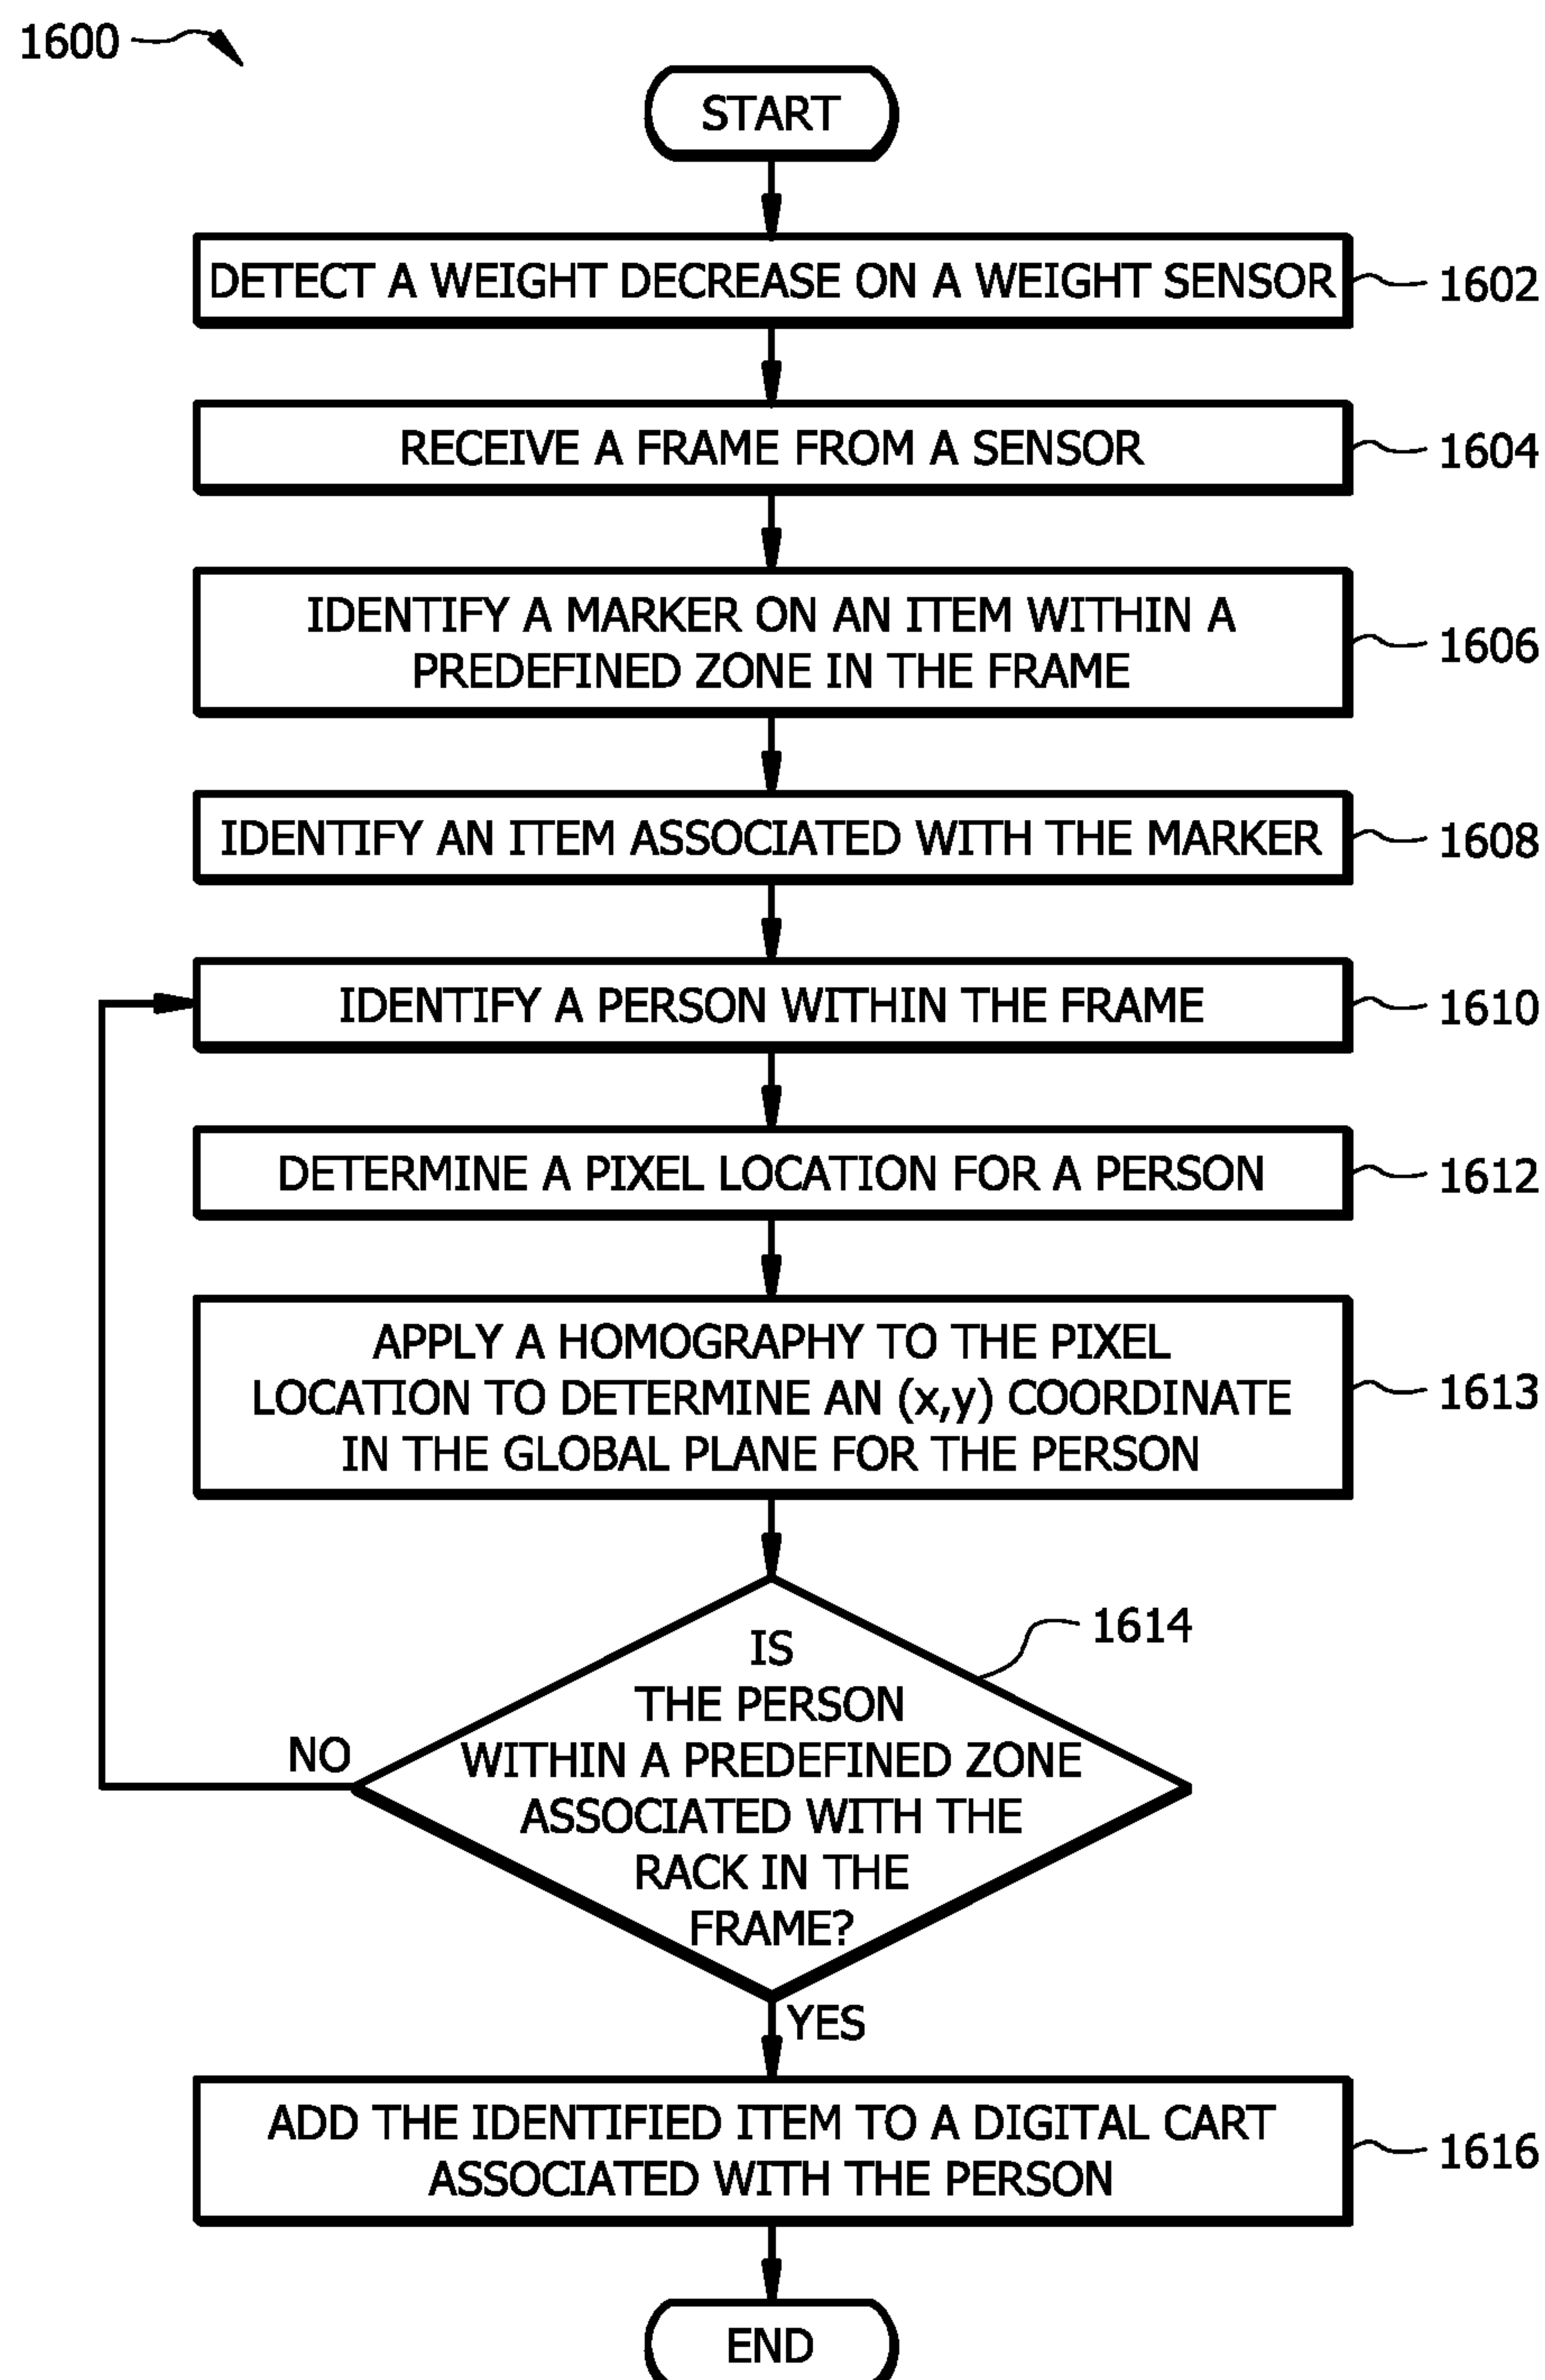 1600
START
DETECT A WEIGHT DECREASE ON A WEIGHT SENSOR
1602
RECEIVE A FRAME FROM A SENSOR
1604
IDENTIFY A MARKER ON AN ITEM WITHIN A
PREDEFINED ZONE IN THE FRAME
1606
IDENTIFY AN ITEM ASSOCIATED WITH THE MARKER
1608
IDENTIFY A PERSON WITHIN THE FRAME
1610
DETERMINE A PIXEL LOCATION FOR A PERSON
1612
APPLY A HOMOGRAPHY TO THE PIXEL
LOCATION TO DETERMINE AN (x,y) COORDINATE
IN THE GLOBAL PLANE FOR THE PERSON
1613
1614
IS
THE PERSON
WITHIN A PREDEFINED ZONE
ASSOCIATED WITH THE
RACK IN THE
FRAME?
NO
YES
ADD THE IDENTIFIED ITEM TO A DIGITAL CART
ASSOCIATED WITH THE PERSON
1616
END